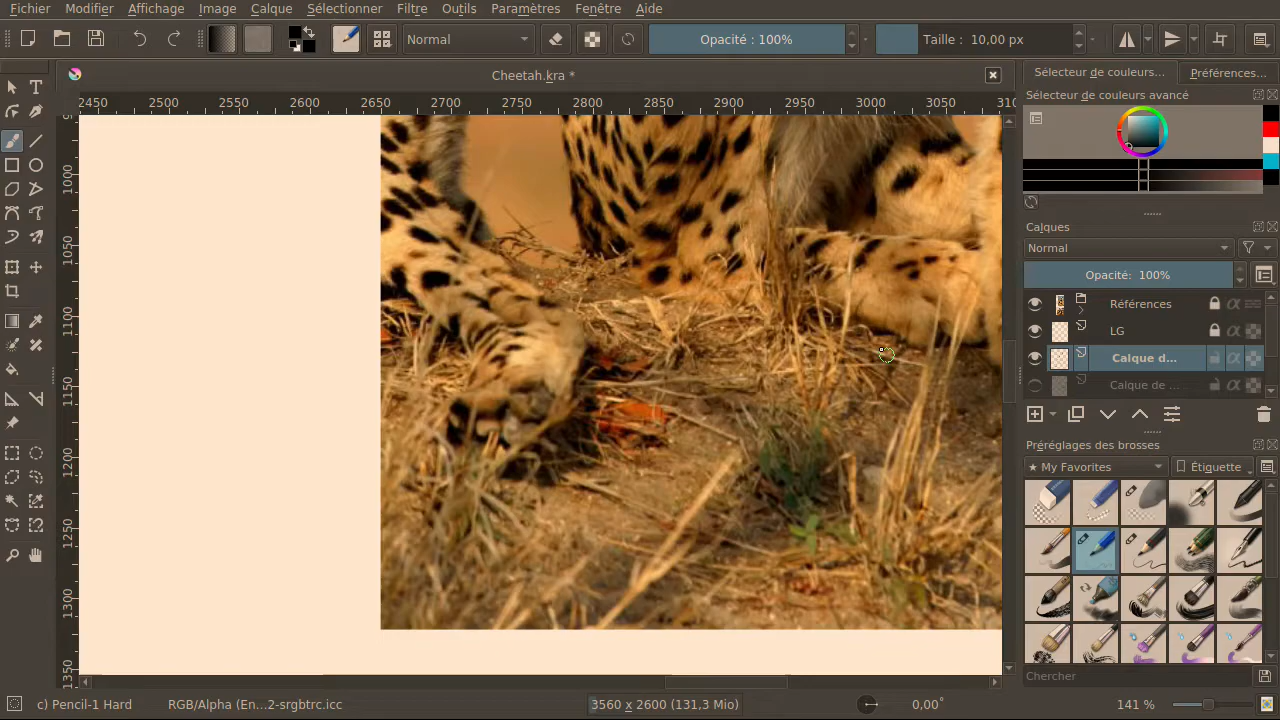 Fichier Modifier Affichage Image Calque Sélectionner Filtre Outils Paramètres Fenêtre Aide
Normal Opacité : 100% Taille : 10,00 px
Cheetah.kra *
Sélecteur de couleurs... Préférences...
2450 2500 2550 2600 2650 2700 2750 2800 2850 2900 2950 3000 3050 310
Sélecteur de couleurs avancé
1000
1050
1100
1150
1200
1250
1300
1350
Calques
Normal
Opacité: 100%
Références
LG
Calque d...
Calque de ...
Préréglages des brosses
★ My Favorites Étiquette
Chercher
c) Pencil-1 Hard RGB/Alpha (En...2-srgbtrc.icc 3560 x 2600 (131,3 Mio) 0,00° 141 %